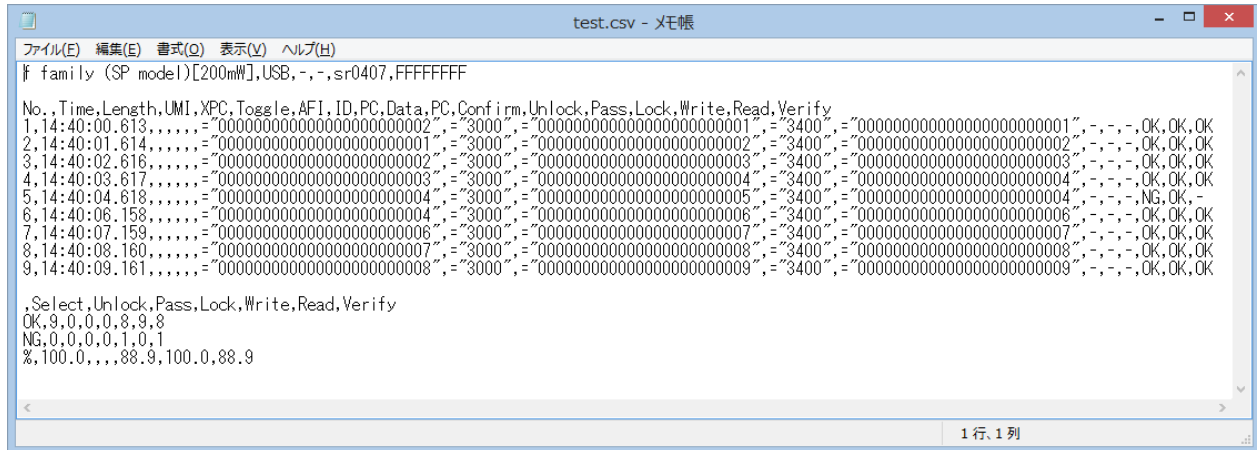 test.csv - メモ帳
ファイル(F) 編集(E) 書式(O) 表示(V) ヘルプ(H)
f family (SP model)[200mW],USB,-,-,sr0407,FFFFFFFF
No.,Time,Length,UMI,XPC,Toggle,AFI,ID,PC,Data,PC,Confirm,Unlock,Pass,Lock,Write,Read,Verify
1,14:40:00.613,,,,,,="000000000000000000000002",="3000",="000000000000000000000001",="3400",="000000000000000000000001",-,-,-,OK,OK,OK
2,14:40:01.614,,,,,,="000000000000000000000001",="3000",="000000000000000000000002",="3400",="000000000000000000000002",-,-,-,OK,OK,OK
3,14:40:02.616,,,,,,="000000000000000000000002",="3000",="000000000000000000000003",="3400",="000000000000000000000003",-,-,-,OK,OK,OK
4,14:40:03.617,,,,,,="000000000000000000000003",="3000",="000000000000000000000004",="3400",="000000000000000000000004",-,-,-,OK,OK,OK
5,14:40:04.618,,,,,,="000000000000000000000004",="3000",="000000000000000000000005",="3400",="000000000000000000000004",-,-,-,NG,OK,-
6,14:40:06.158,,,,,,="000000000000000000000004",="3000",="000000000000000000000006",="3400",="000000000000000000000006",-,-,-,OK,OK,OK
7,14:40:07.159,,,,,,="000000000000000000000006",="3000",="000000000000000000000007",="3400",="000000000000000000000007",-,-,-,OK,OK,OK
8,14:40:08.160,,,,,,="000000000000000000000007",="3000",="000000000000000000000008",="3400",="000000000000000000000008",-,-,-,OK,OK,OK
9,14:40:09.161,,,,,,="000000000000000000000008",="3000",="000000000000000000000009",="3400",="000000000000000000000009",-,-,-,OK,OK,OK
,Select,Unlock,Pass,Lock,Write,Read,Verify
OK,9,0,0,0,8,9,8
NG,0,0,0,0,1,0,1
%,100.0,,,,88.9,100.0,88.9
1 行、1 列